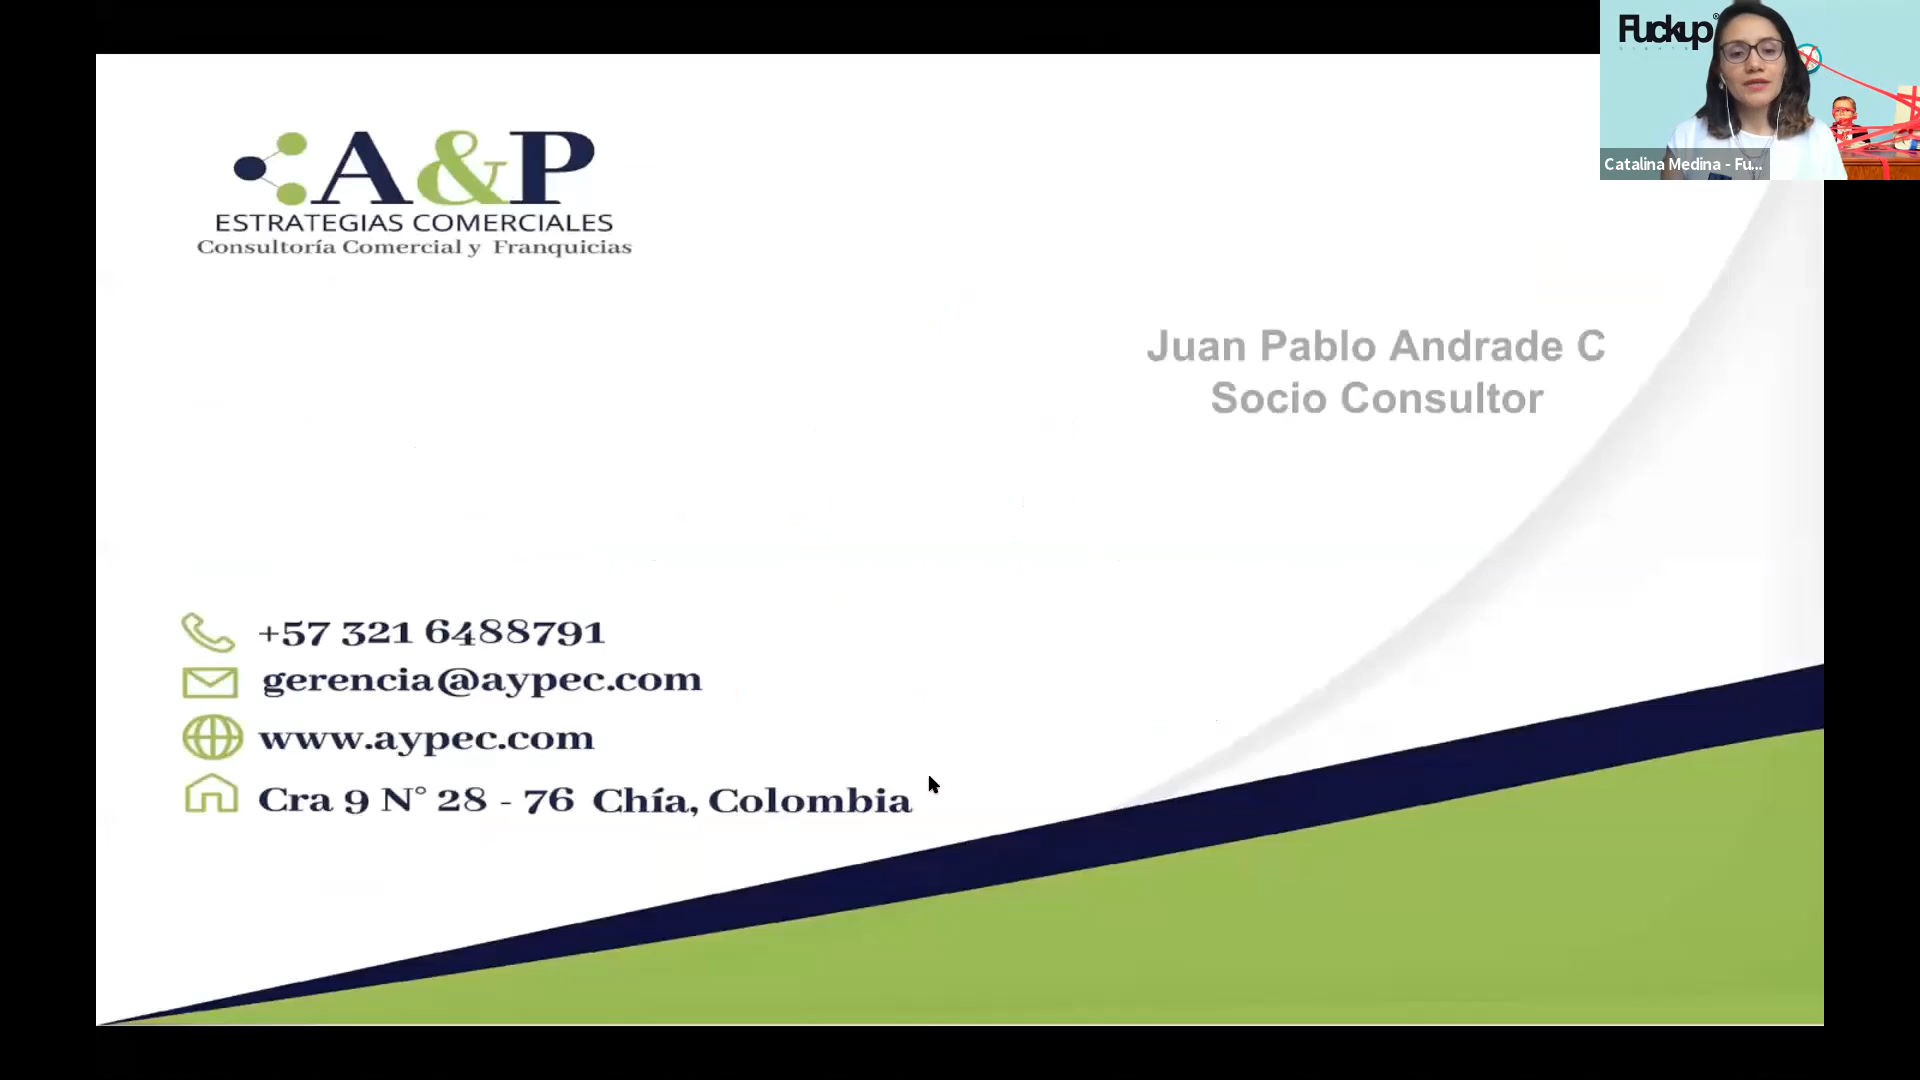 Fuckup
Catalina Medina - Fu...
A&P
ESTRATEGIAS COMERCIALES
Consultoría Comercial y Franquicias
Juan Pablo Andrade C
Socio Consultor
+57 321 6488791
gerencia@aypec.com
www.aypec.com
Cra 9 N° 28 - 76 Chía, Colombia